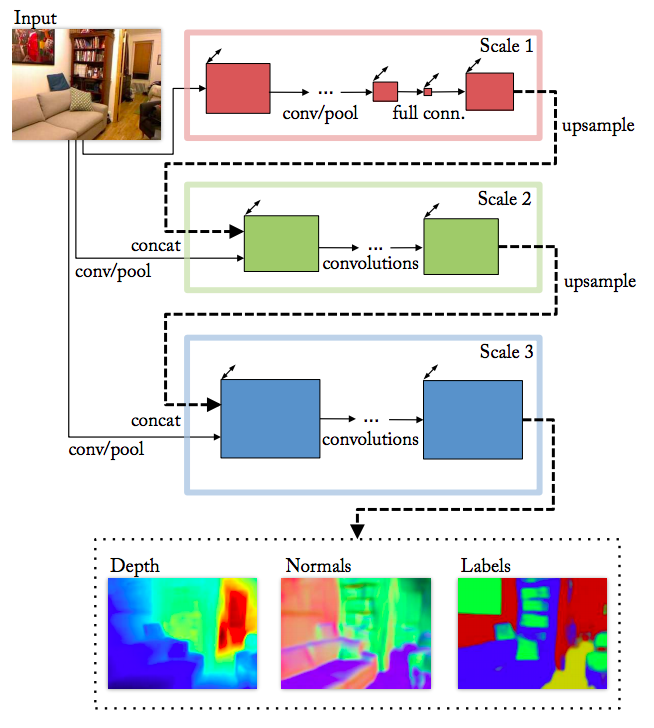 Input
Scale 1
...
conv/pool
full conn.
upsample
Scale 2
concat
...
conv/pool
convolutions
upsample
Scale 3
concat
...
conv/pool
convolutions
Depth
Normals
Labels